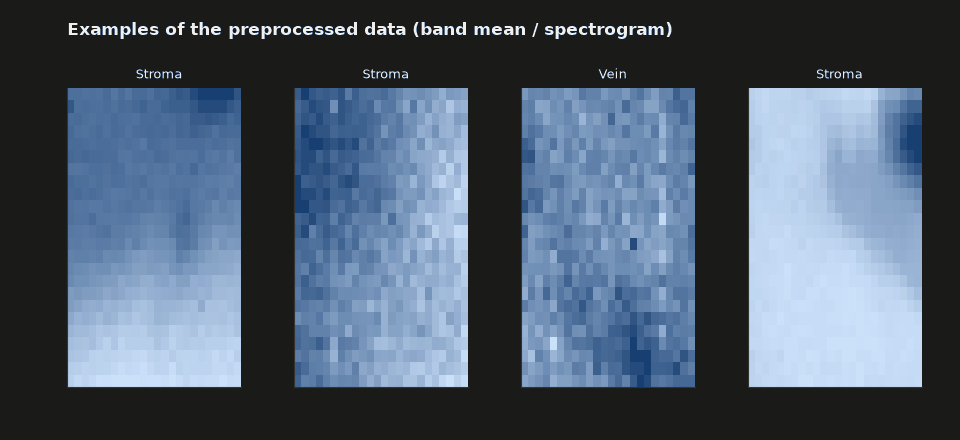 Examples of the preprocessed data (band mean / spectrogram)
Stroma
Stroma
Vein
Stroma